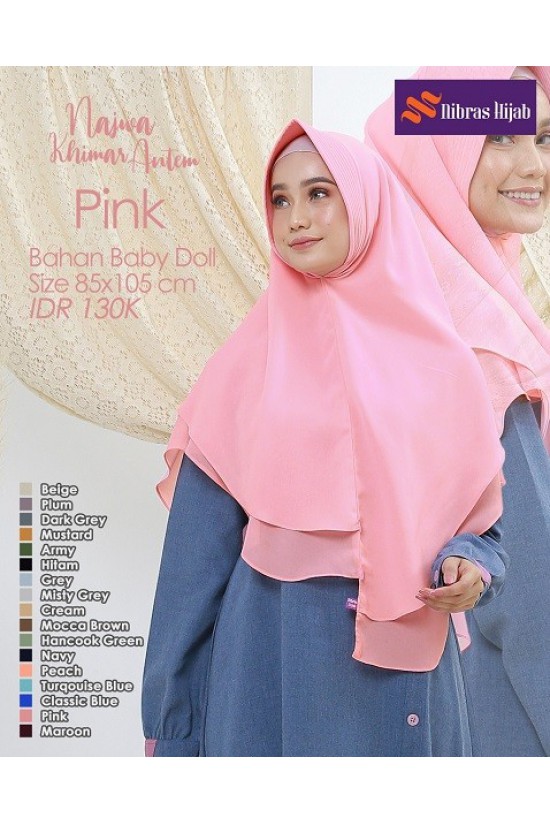 Nibras Hijab
Najwa
Khimar Antem
Pink
Bahan Baby Doll
Size 85x105 cm
IDR 130K
Beige
Plum
Dark Grey
Mustard
Army
Hitam
Grey
Misty Grey
Cream
Mocca Brown
Hancook Green
Navy
Peach
Turqouise Blue
Classic Blue
Pink
Maroon